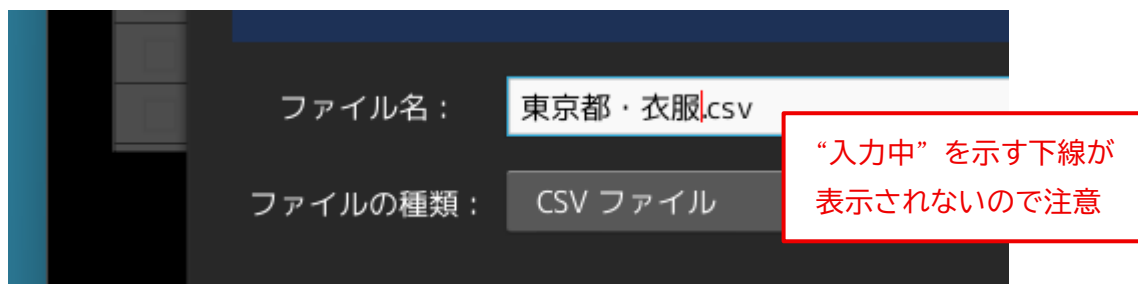 ファイル名：
東京都・衣服.csv
“入力中”を示す下線が
表示されないので注意
ファイルの種類：
CSV ファイル